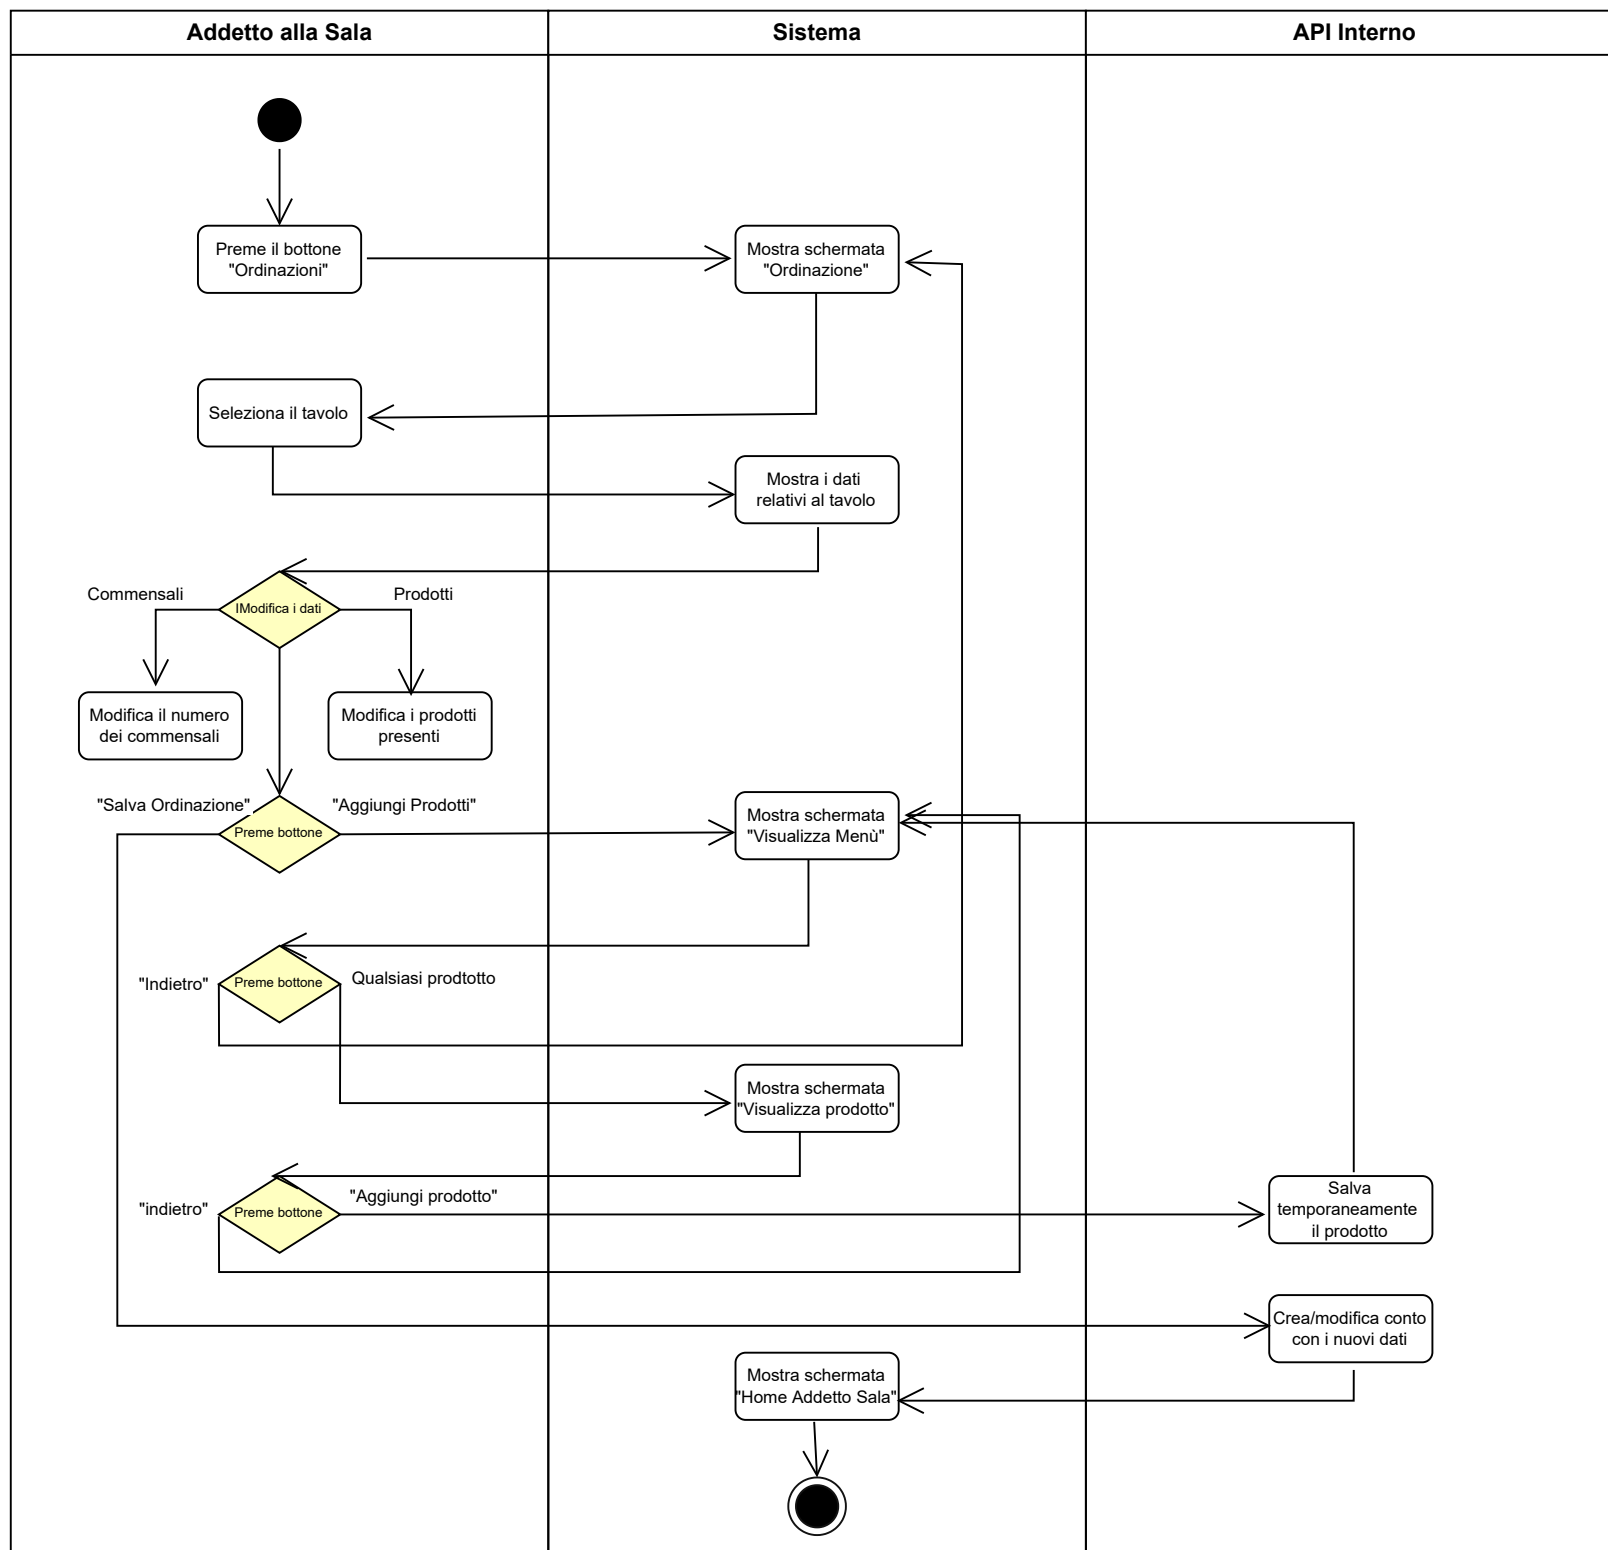 Addetto alla Sala
Sistema
API Interno
Preme il bottone
"Ordinazioni"
Mostra schermata
"Ordinazione"
Seleziona il tavolo
Mostra i dati
relativi al tavolo
Commensali
IModifica i dati
Prodotti
Modifica il numero
dei commensali
Modifica i prodotti
presenti
"Salva Ordinazione"
"Aggiungi Prodotti"
Preme bottone
Mostra schermata
"Visualizza Menù"
"Indietro"
Preme bottone
Qualsiasi prodtotto
Mostra schermata
"Visualizza prodotto"
"indietro"
Preme bottone
"Aggiungi prodotto"
Salva
temporaneamente
il prodotto
Crea/modifica conto
con i nuovi dati
Mostra schermata
"Home Addetto Sala"